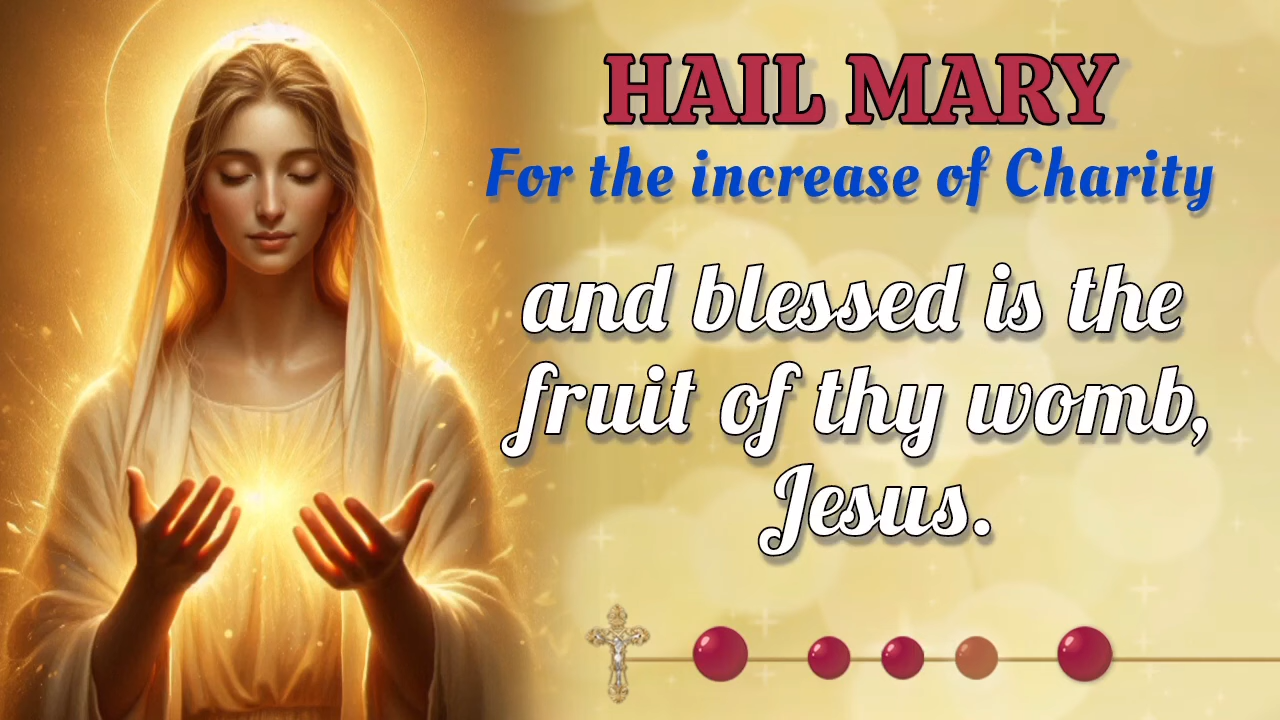 HAIL MARY
For the increase of Charity
and blessed is the
fruit of thy womb,
Jesus.